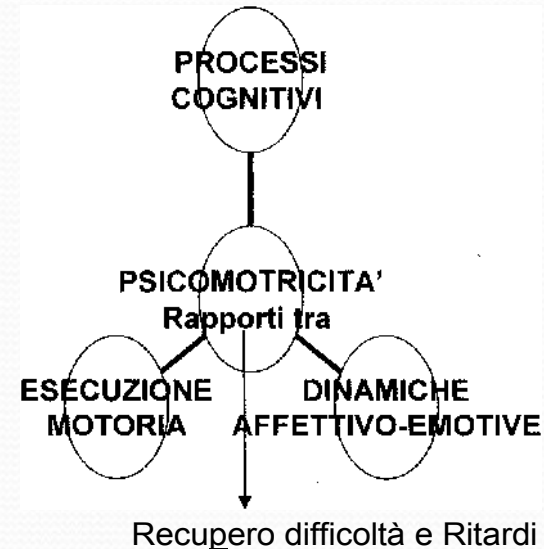 PROCESSI
COGNITIVI
PSICOMOTRICITA'
Rapporti tra
ESECUZIONE
MOTORIA
DINAMICHE
AFFETTIVO-EMOTIVE
Recupero difficoltà e Ritardi